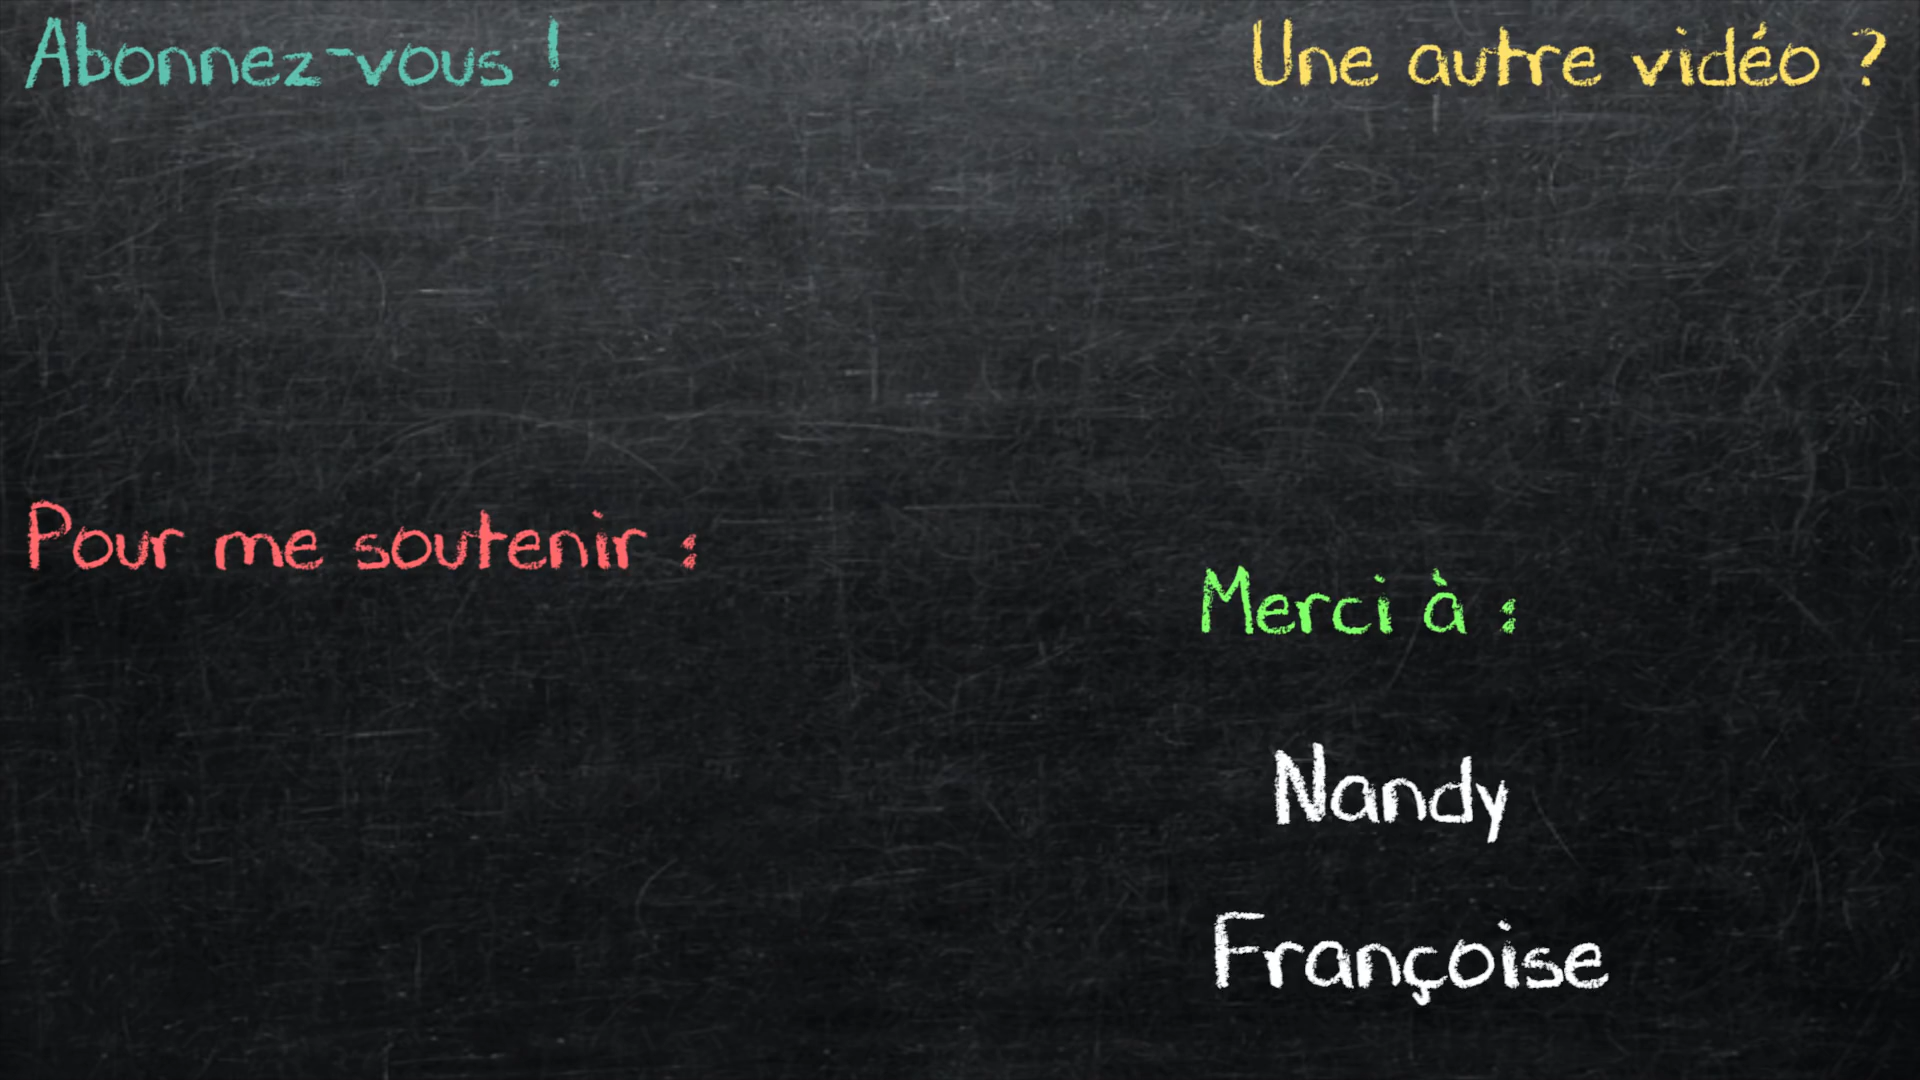 Abonnez-vous !
Une autre vidéo ?
Pour me soutenir :
Merci à :
Nandy
Françoise